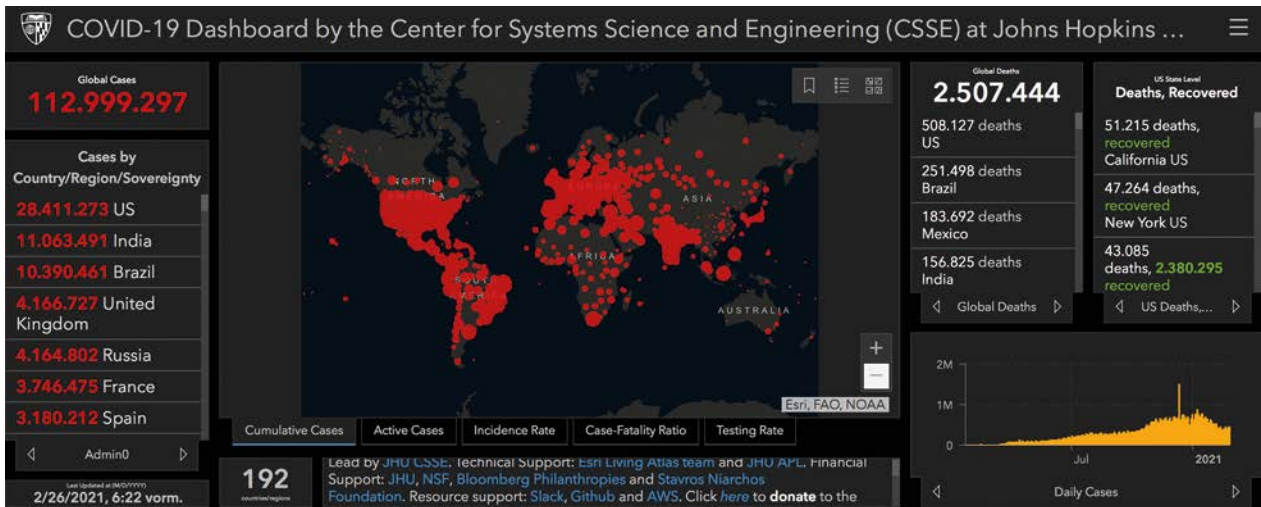 COVID-19 Dashboard by the Center for Systems Science and Engineering (CSSE) at Johns Hopkins ...
Global Cases
112.999.297
Cases by
Country/Region/Sovereignty
28.411.273 US
11.063.491 India
10.390.461 Brazil
4.166.727 United
Kingdom
4.164.802 Russia
3.746.475 France
3.180.212 Spain
Admin0
Last Updated at (M/D/YYYY)
2/26/2021, 6:22 vorm.
NORTH
AMERICA
SOUTH
AMERICA
EUROPE
AFRICA
ASIA
AUSTRALIA
+
−
Esri, FAO, NOAA
Cumulative Cases
Active Cases
Incidence Rate
Case-Fatality Ratio
Testing Rate
192
countries/regions
Lead by JHU CSSE. Technical Support: Esri Living Atlas team and JHU APL. Financial
Support: JHU, NSF, Bloomberg Philanthropies and Stavros Niarchos
Foundation. Resource support: Slack, Github and AWS. Click here to donate to the
Global Deaths
2.507.444
508.127 deaths
US
251.498 deaths
Brazil
183.692 deaths
Mexico
156.825 deaths
India
Global Deaths
US State Level
Deaths, Recovered
51.215 deaths,
recovered
California US
47.264 deaths,
recovered
New York US
43.085
deaths, 2.380.295
recovered
US Deaths,...
2M
1M
0
Jul
2021
Daily Cases